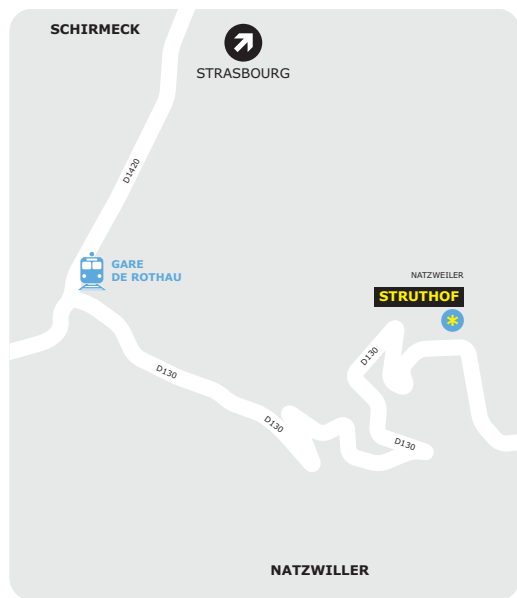 SCHIRMECK
STRASBOURG
D1420
GARE
DE ROTHAU
NATZWEILER
STRUTHOF
D130
D130
D130
D130
NATZWILLER